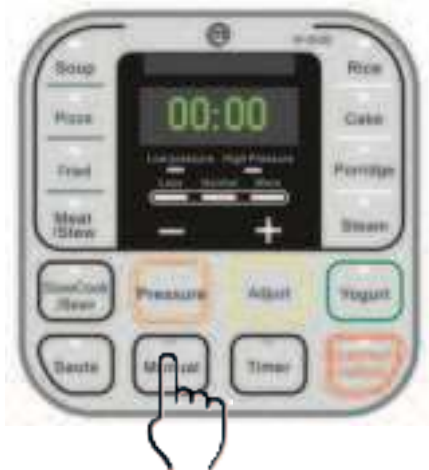 Soup
Rice
Pizza
00:00
Cake
Low Pressure High Pressure
Fried
Less Normal More
Porridge
Meat
/Stew
− +
Steam
SlowCook
Pressure
Adjust
Yogurt
Saute
Manual
Timer